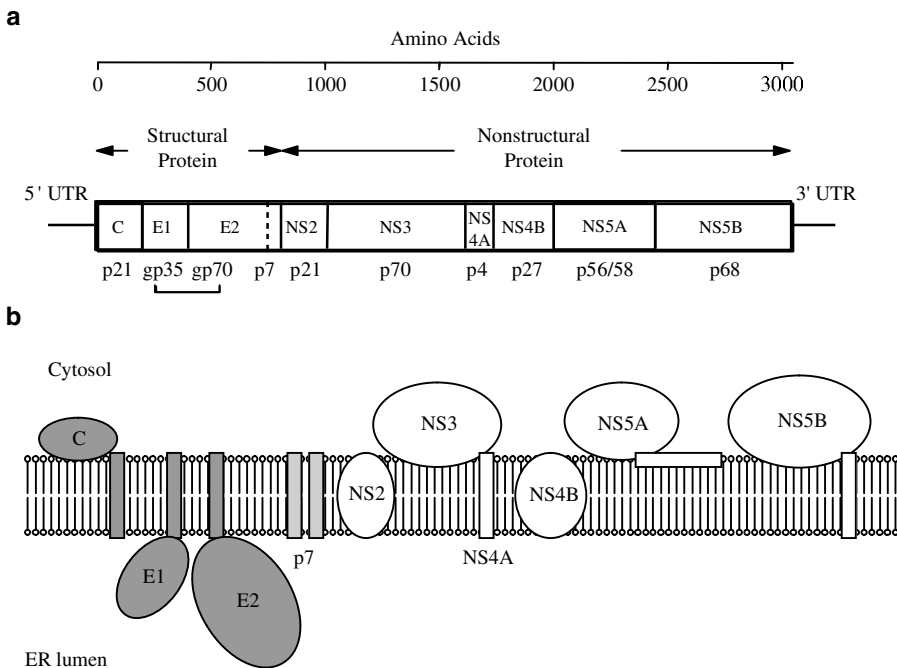 a
Amino Acids
0 500 1000 1500 2000 2500 3000
Structural Protein
Nonstructural Protein
5' UTR
3' UTR
C E1 E2 NS2 NS3 NS 4A NS4B NS5A NS5B
p21 gp35 gp70 p7 p21 p70 p4 p27 p56/58 p68
b
Cytosol
C
NS3
NS5A
NS5B
NS2
NS4B
p7
NS4A
E1
E2
ER lumen